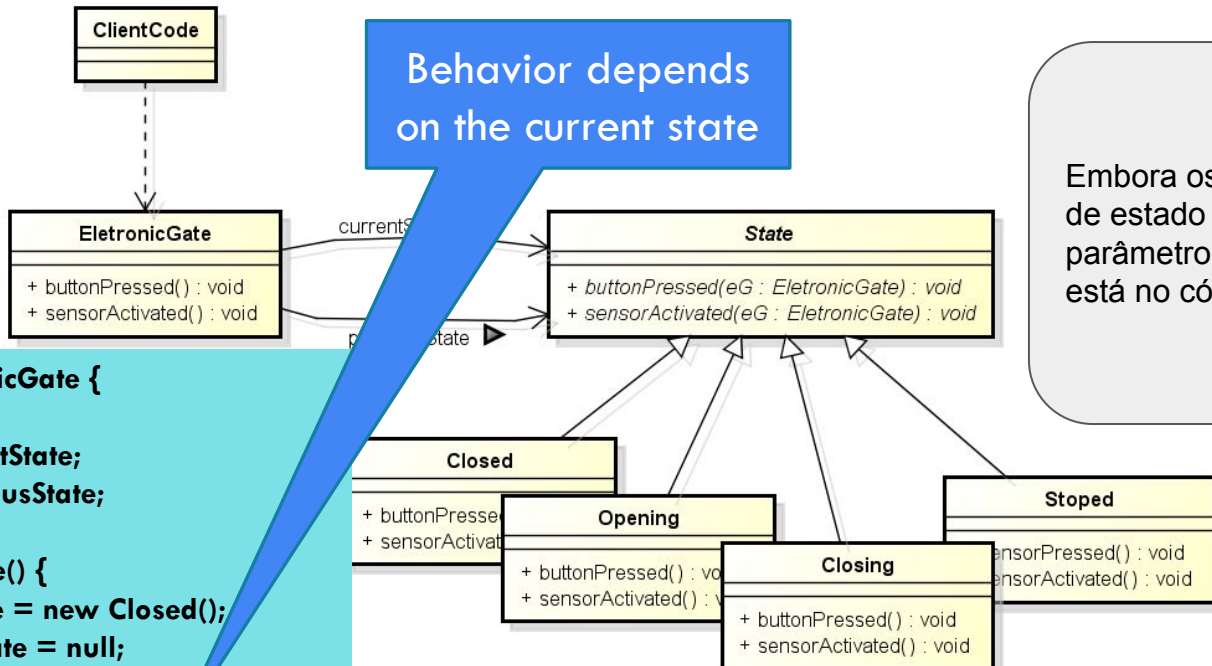 ClientCode
Behavior depends
on the current state
Embora os
de estado
parâmetro
está no có
EletronicGate
+ buttonPressed() : void
+ sensorActivated() : void
currentS
State
+ buttonPressed(eG : EletronicGate) : void
+ sensorActivated(eG : EletronicGate) : void
state
icGate {
tState;
usState;
e() {
e = new Closed();
ate = null;
Closed
+ buttonPresse
+ sensorActivat
Opening
+ buttonPressed() : vo
+ sensorActivated() : v
Closing
+ buttonPressed() : void
+ sensorActivated() : void
Stoped
ensorPressed() : void
ensorActivated() : void